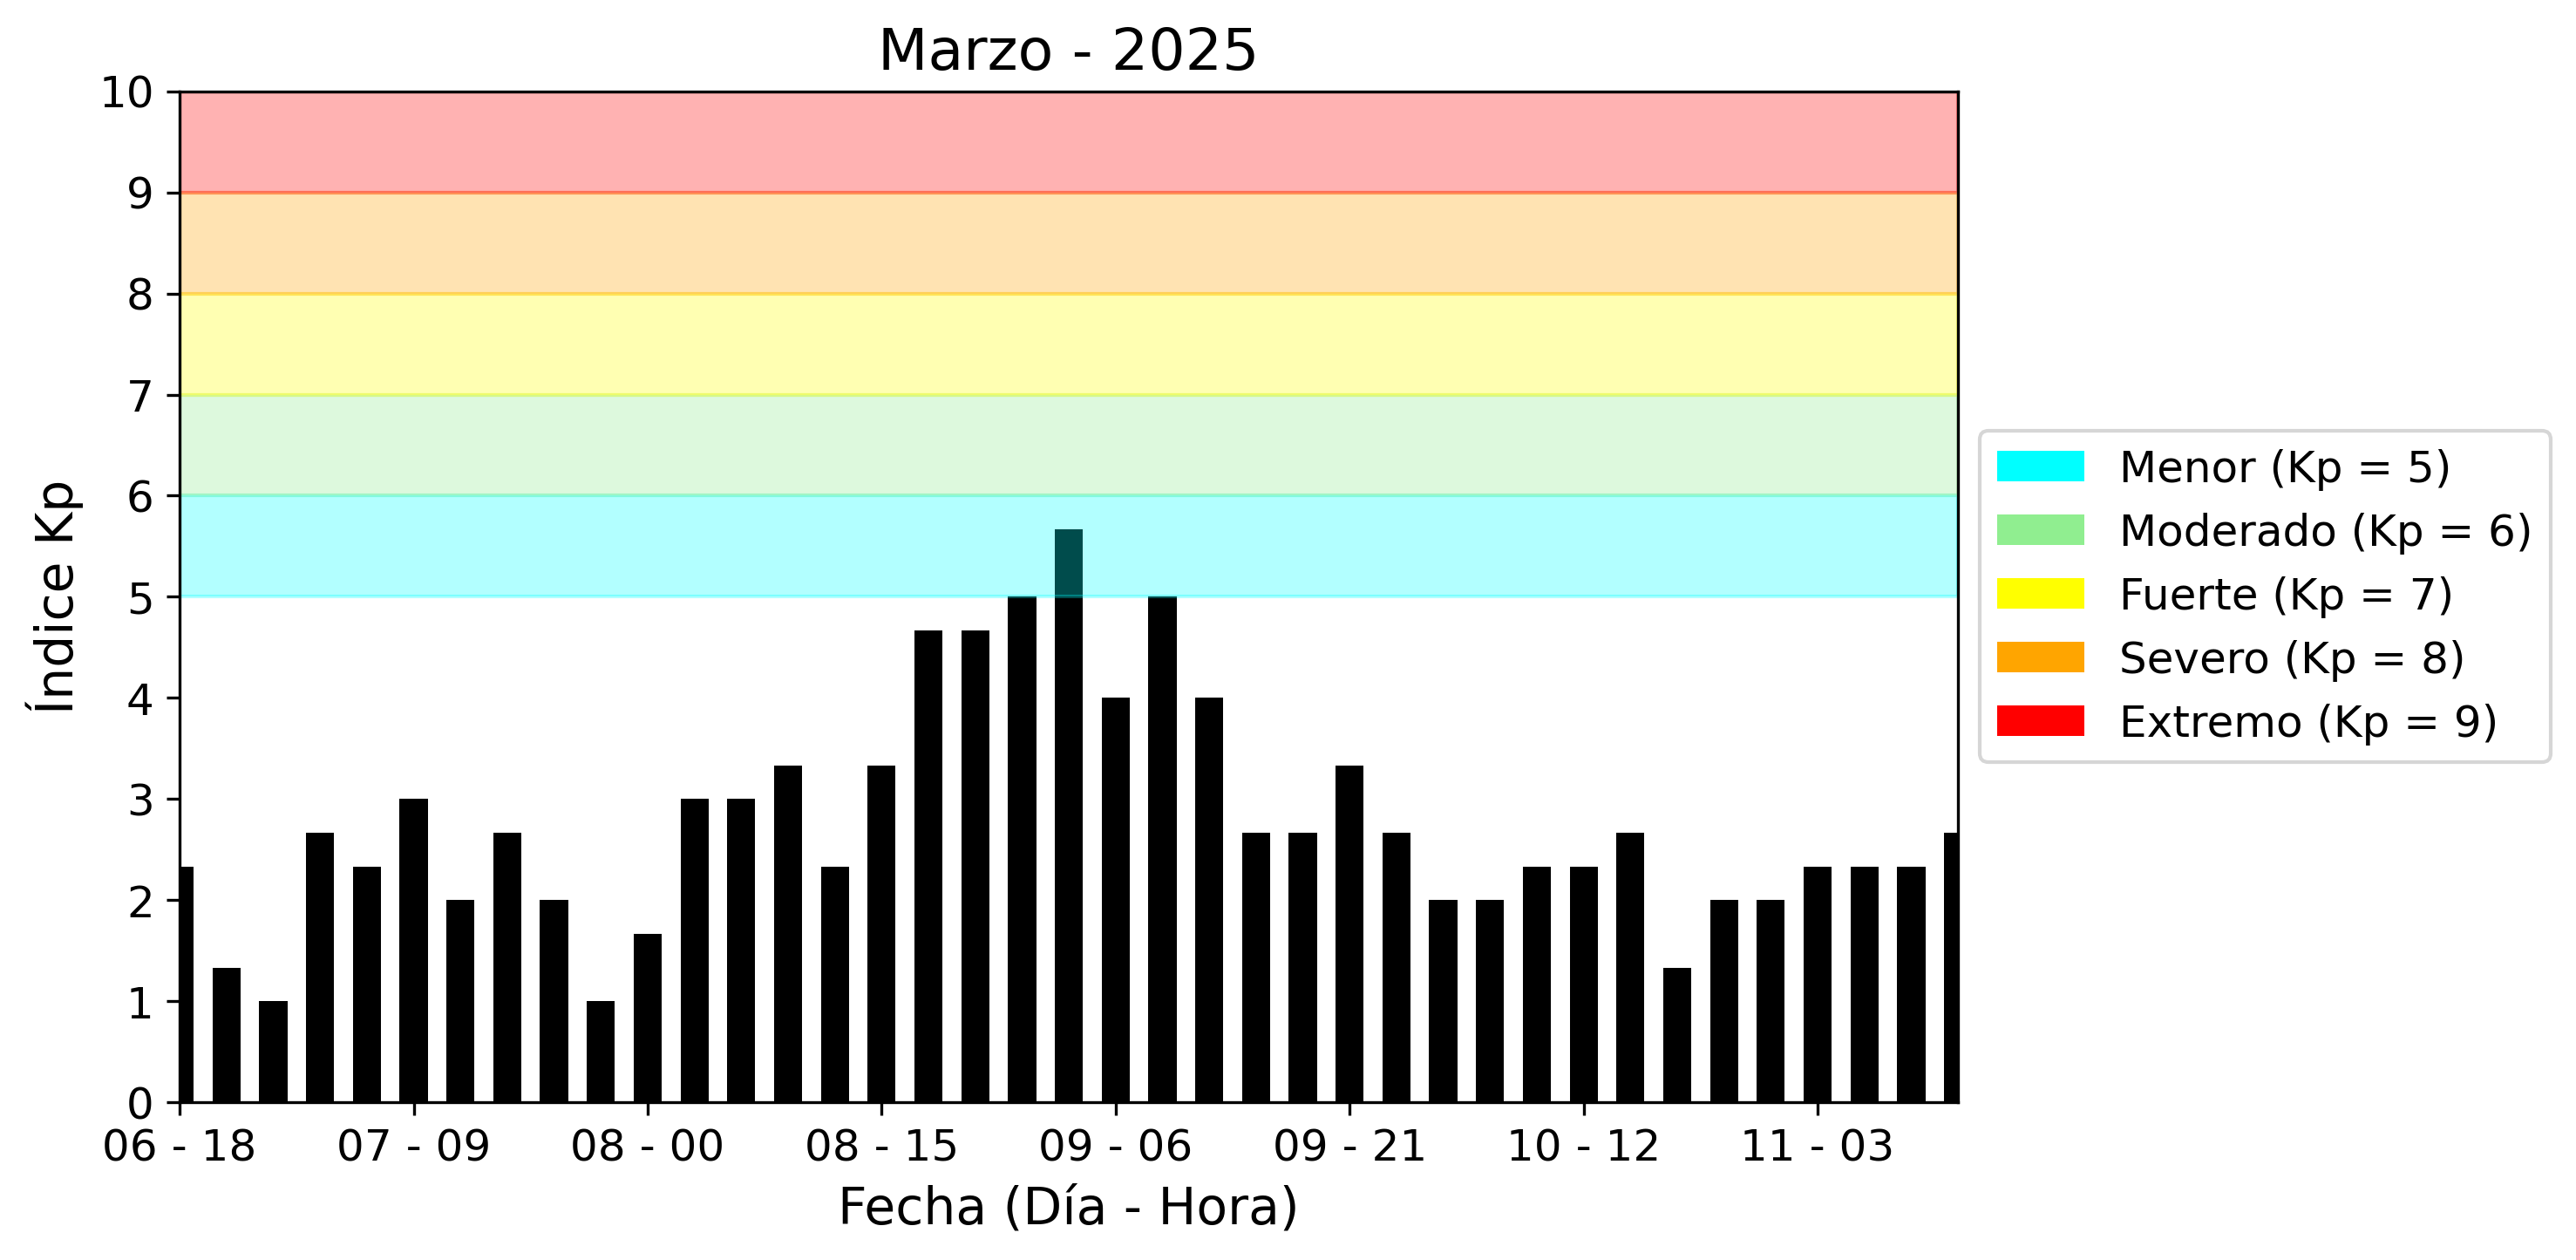 Marzo - 2025
Índice Kp
10
9
8
7
6
5
4
3
2
1
0
06 - 18
07 - 09
08 - 00
08 - 15
09 - 06
09 - 21
10 - 12
11 - 03
Fecha (Día - Hora)
Menor (Kp = 5)
Moderado (Kp = 6)
Fuerte (Kp = 7)
Severo (Kp = 8)
Extremo (Kp = 9)